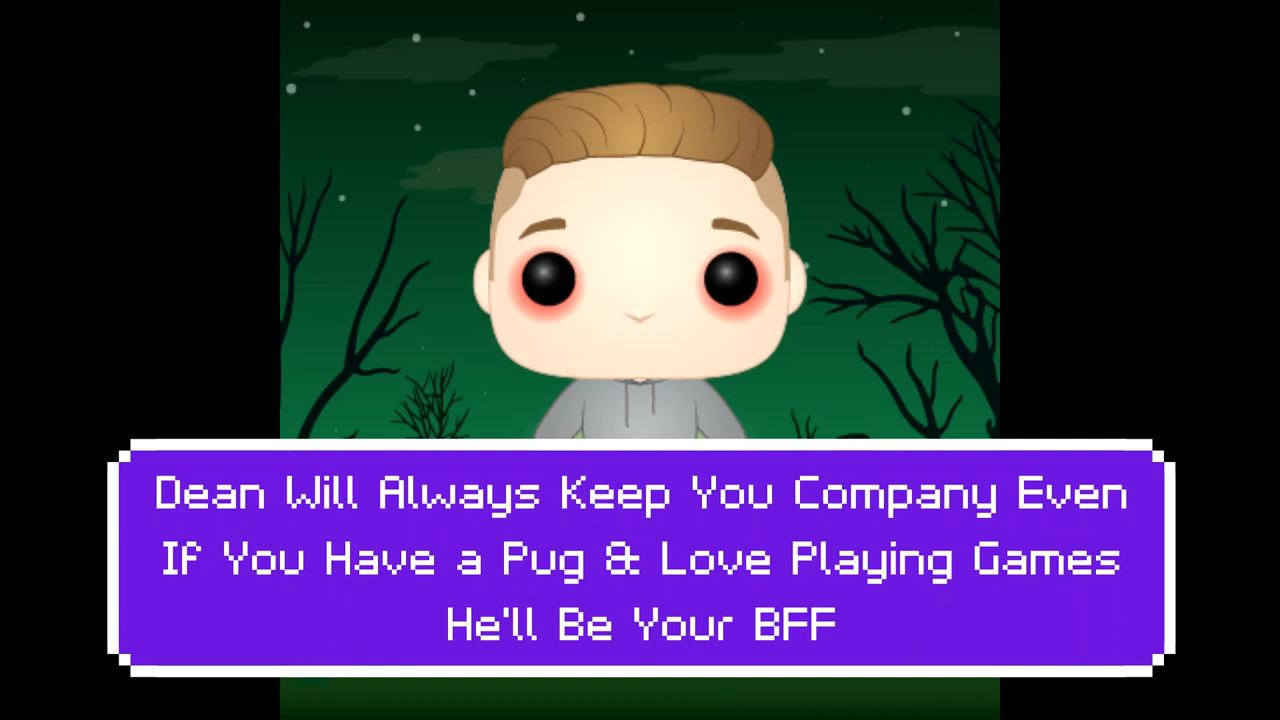 Dean Will Always Keep You Company Even
If You Have a Pug & Love Playing Games
He'll Be Your BFF